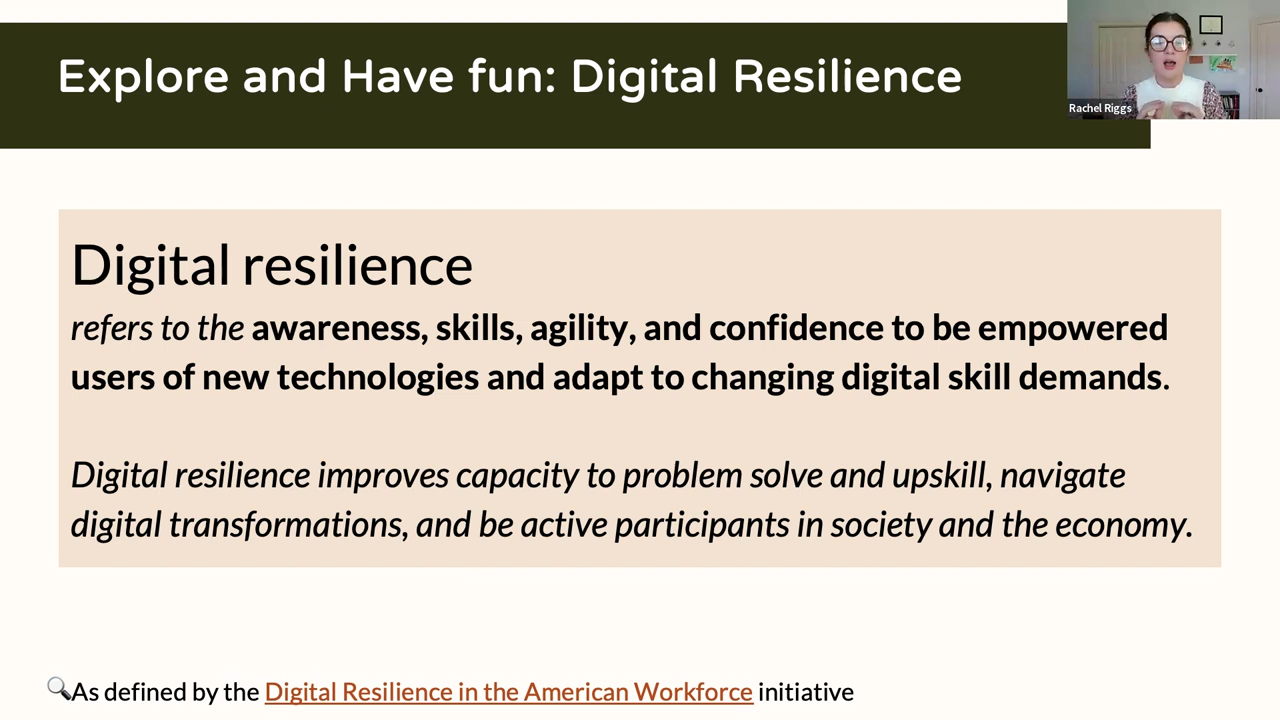 Explore and Have fun: Digital Resilience
Rachel Riggs
Digital resilience
refers to the awareness, skills, agility, and confidence to be empowered
users of new technologies and adapt to changing digital skill demands.
Digital resilience improves capacity to problem solve and upskill, navigate
digital transformations, and be active participants in society and the economy.
As defined by the Digital Resilience in the American Workforce initiative